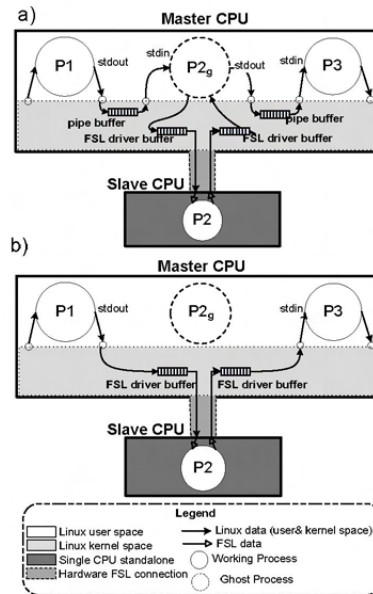 a)
Master CPU
P1
stdout
stdin
P2g
stdout
stdin
P3
pipe buffer
pipe buffer
FSL driver buffer
FSL driver buffer
Slave CPU
P2
b)
Master CPU
P1
stdout
P2g
stdin
P3
FSL driver buffer
FSL driver buffer
Slave CPU
P2
Legend
Linux user space
Linux kernel space
Single CPU standalone
Hardware FSL connection
Linux data (user& kernel space)
FSL data
Working Process
Ghost Process